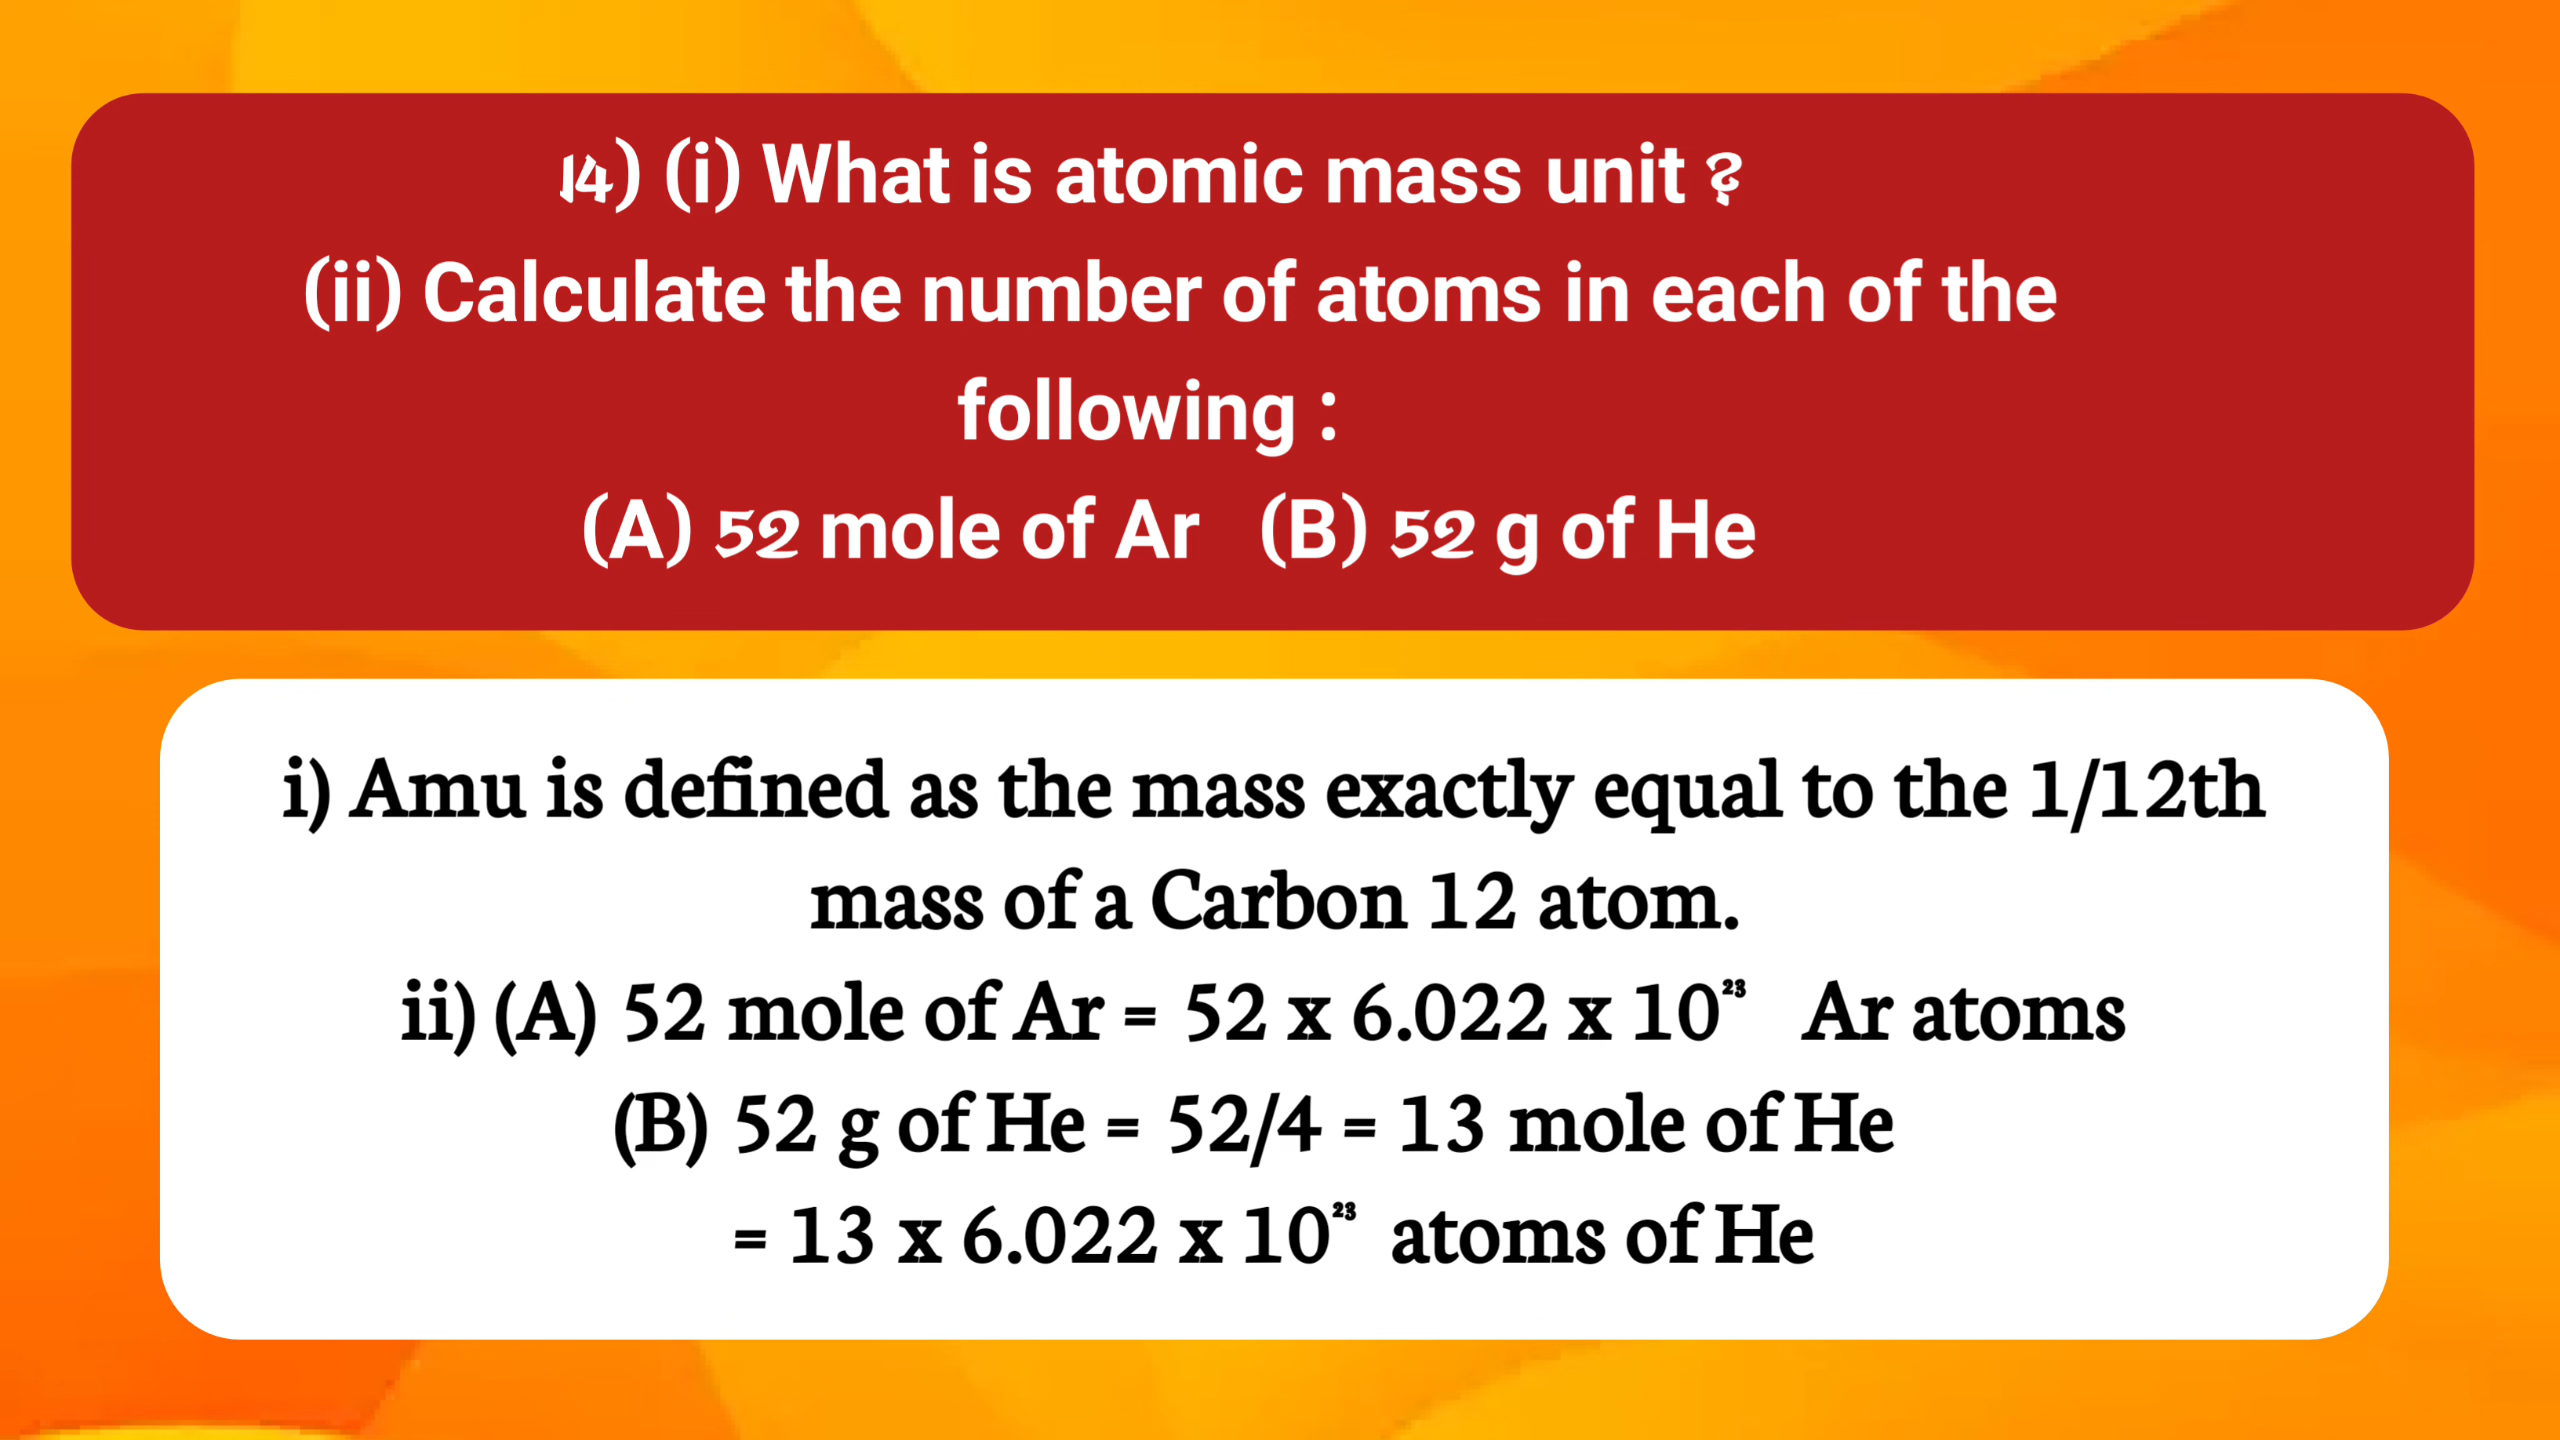 14) (i) What is atomic mass unit ?
(ii) Calculate the number of atoms in each of the
following :
(A) 52 mole of Ar (B) 52 g of He
i) Amu is defined as the mass exactly equal to the 1/12th
mass of a Carbon 12 atom.
ii) (A) 52 mole of Ar = 52 x 6.022 x 10²³ Ar atoms
(B) 52 g of He = 52/4 = 13 mole of He
= 13 x 6.022 x 10²³ atoms of He